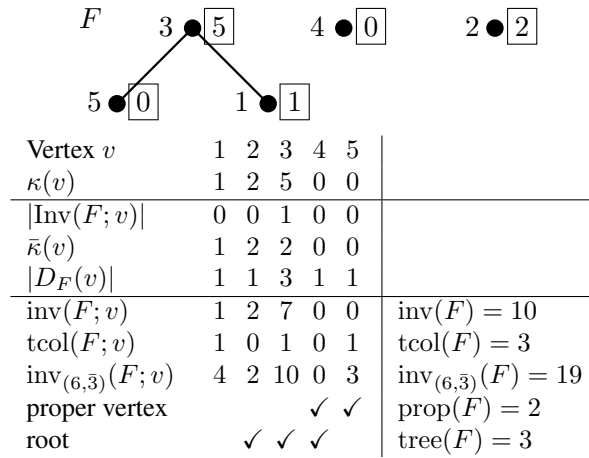 F 3 5 4 0 2 2
5 0 1 1
Vertex v 1 2 3 4 5
κ(v) 1 2 5 0 0
|Inv(F; v)| 0 0 1 0 0
κ̄(v) 1 2 2 0 0
|D_F(v)| 1 1 3 1 1
inv(F; v) 1 2 7 0 0 inv(F) = 10
tcol(F; v) 1 0 1 0 1 tcol(F) = 3
inv_{(6,3̄)}(F; v) 4 2 10 0 3 inv_{(6,3̄)}(F) = 19
proper vertex ✓ ✓ prop(F) = 2
root ✓ ✓ ✓ tree(F) = 3